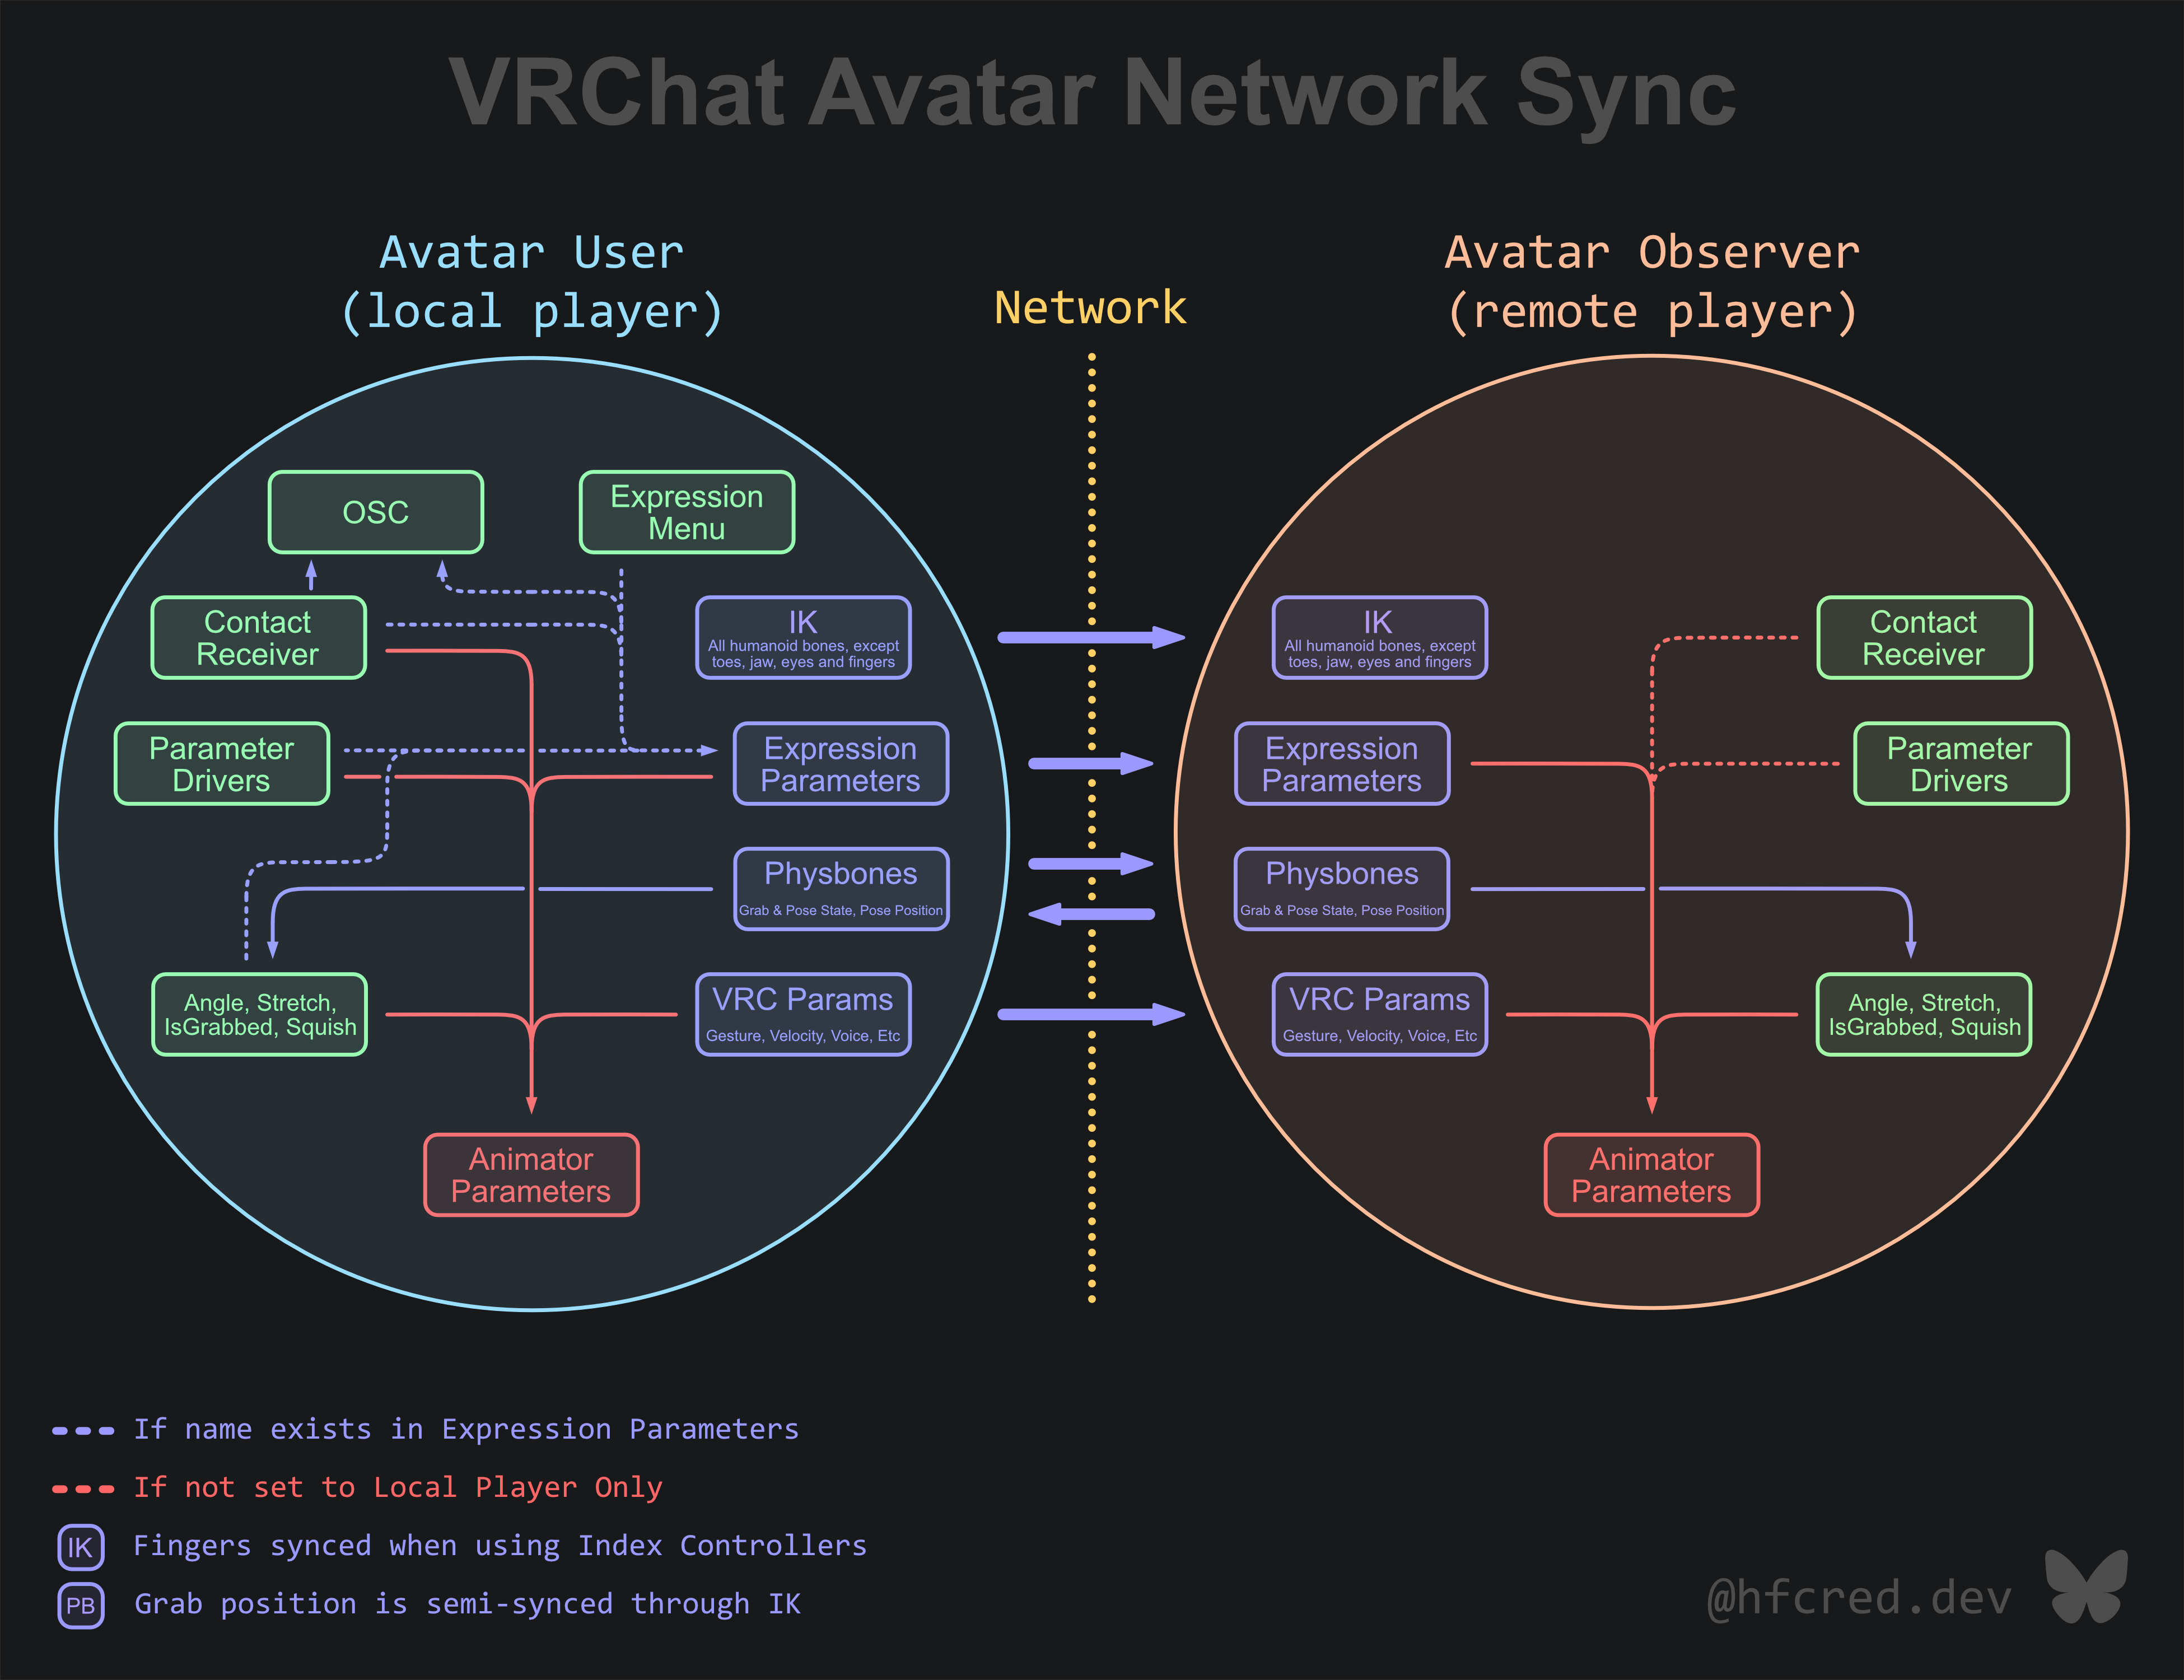 VRChat Avatar Network Sync
Avatar User
(local player)
Network
Avatar Observer
(remote player)
OSC
Expression
Menu
Contact
Receiver
IK
All humanoid bones, except
toes, jaw, eyes and fingers
Parameter
Drivers
Expression
Parameters
Physbones
Grab & Pose State, Pose Position
Angle, Stretch,
IsGrabbed, Squish
VRC Params
Gesture, Velocity, Voice, Etc
Animator
Parameters
IK
All humanoid bones, except
toes, jaw, eyes and fingers
Contact
Receiver
Expression
Parameters
Parameter
Drivers
Physbones
Grab & Pose State, Pose Position
VRC Params
Gesture, Velocity, Voice, Etc
Angle, Stretch,
IsGrabbed, Squish
Animator
Parameters
If name exists in Expression Parameters
If not set to Local Player Only
IK Fingers synced when using Index Controllers
PB Grab position is semi-synced through IK
@hfcred.dev